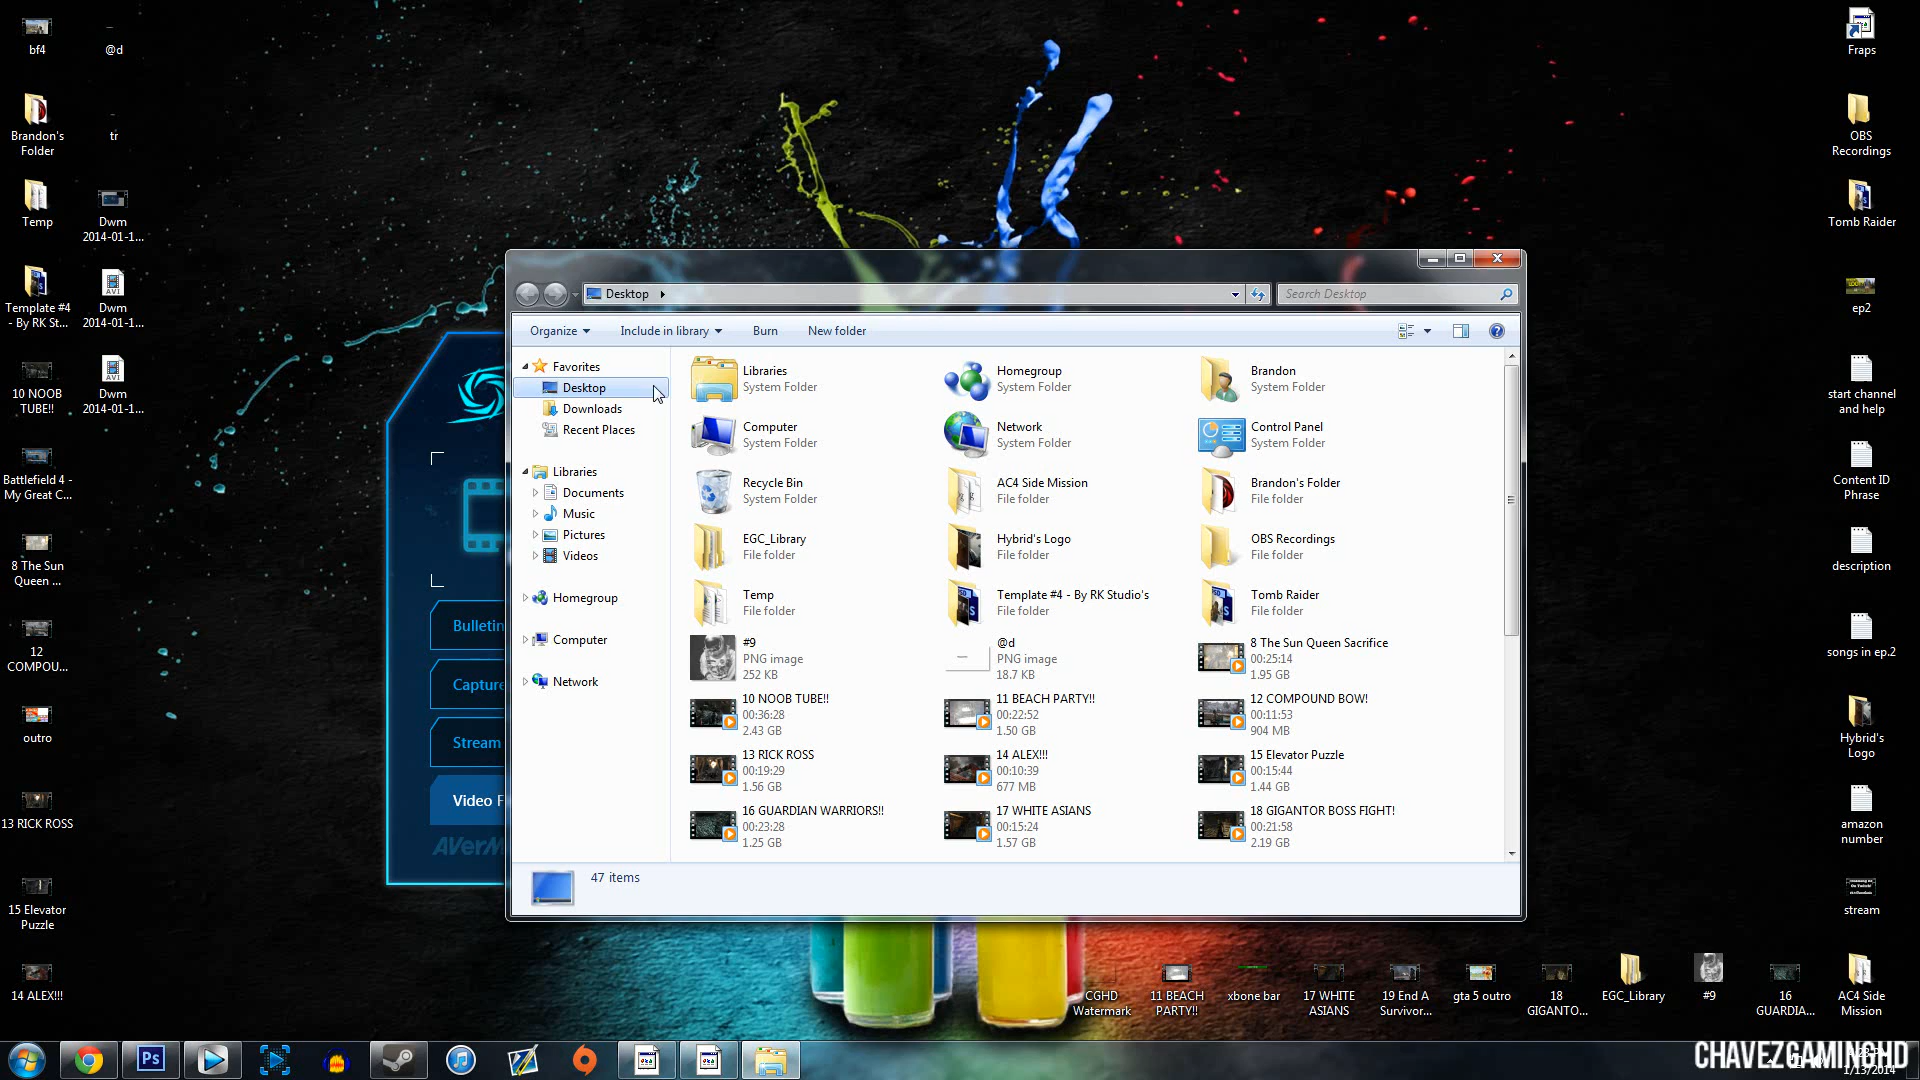 bf4
@d
Brandon's
Folder
tr
Temp
Dwm
2014-01-1...
Template #4
- By RK St...
Dwm
2014-01-1...
10 NOOB
TUBE!!
Dwm
2014-01-1...
Battlefield 4 -
My Great C...
8 The Sun
Queen ...
12
COMPOU...
outro
13 RICK ROSS
15 Elevator
Puzzle
14 ALEX!!!
Bulletin
Capture
Stream
Video F
AVerM
Desktop
Search Desktop
Organize
Include in library
Burn
New folder
Favorites
Desktop
Downloads
Recent Places
Libraries
Documents
Music
Pictures
Videos
Homegroup
Computer
Network
Libraries
System Folder
Homegroup
System Folder
Brandon
System Folder
Computer
System Folder
Network
System Folder
Control Panel
System Folder
Recycle Bin
System Folder
AC4 Side Mission
File folder
Brandon's Folder
File folder
EGC_Library
File folder
Hybrid's Logo
File folder
OBS Recordings
File folder
Temp
File folder
Template #4 - By RK Studio's
File folder
Tomb Raider
File folder
#9
PNG image
252 KB
@d
PNG image
18.7 KB
8 The Sun Queen Sacrifice
00:25:14
1.95 GB
10 NOOB TUBE!!
00:36:28
2.43 GB
11 BEACH PARTY!!
00:22:52
1.50 GB
12 COMPOUND BOW!
00:11:53
904 MB
13 RICK ROSS
00:19:29
1.56 GB
14 ALEX!!!
00:10:39
677 MB
15 Elevator Puzzle
00:15:44
1.44 GB
16 GUARDIAN WARRIORS!!
00:23:28
1.25 GB
17 WHITE ASIANS
00:15:24
1.57 GB
18 GIGANTOR BOSS FIGHT!
00:21:58
2.19 GB
47 items
Fraps
OBS
Recordings
Tomb Raider
ep2
start channel
and help
Content ID
Phrase
description
songs in ep.2
Hybrid's
Logo
amazon
number
stream
CGHD
Watermark
11 BEACH
PARTY!!
xbone bar
17 WHITE
ASIANS
19 End A
Survivor...
gta 5 outro
18
GIGANTO...
EGC_Library
#9
16
GUARDIA...
AC4 Side
Mission
Ps
CHAVEZGAMINGHD
1/13/2014